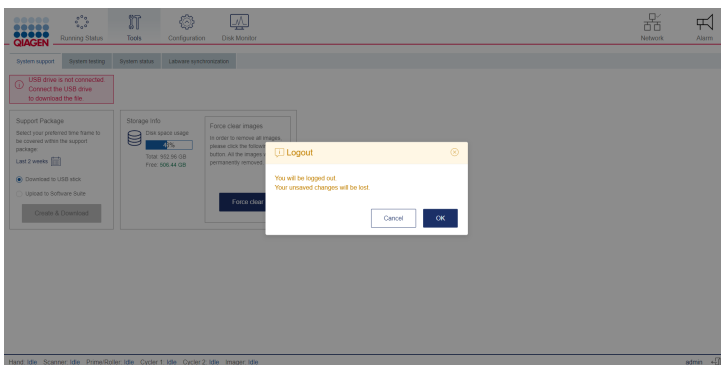 QIAGEN
Running Status
Tools
Configuration
Disk Monitor
Network
Alarm
System support
System testing
System status
Labware synchronization
USB drive is not connected.
Connect the USB drive
to download the file.
Support Package
Select your preferred time frame to
be covered within the support
package.
Last 2 weeks
Download to USB stick
Upload to Software Suite
Create & Download
Storage Info
Disk space usage:
Total: 952.96 GB
Free: 506.44 GB
Force clear images
In order to remove all images,
please click the
button. All the images
permanently removed.
Force clear
Logout
You will be logged out.
Your unsaved changes will be lost.
Cancel
OK
Hand: Idle Scanner: Idle Prime/Roller: Idle Cycler 1: Idle Cycler 2: Idle Imager: Idle
admin